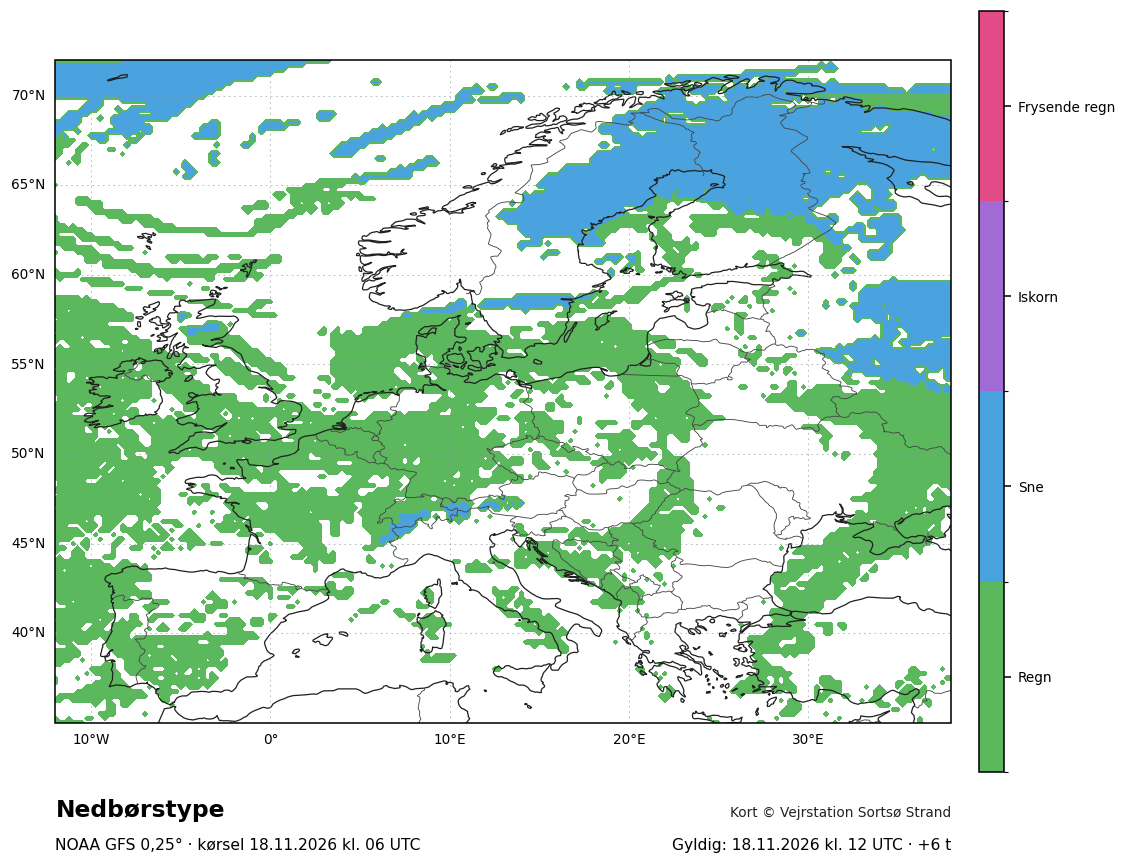 70°N
65°N
60°N
55°N
50°N
45°N
40°N
10°W
0°
10°E
20°E
30°E
Frysende regn
Iskorn
Sne
Regn
Nedbørstype
Kort © Vejrstation Sortsø Strand
NOAA GFS 0,25° · kørsel 18.11.2026 kl. 06 UTC
Gyldig: 18.11.2026 kl. 12 UTC · +6 t